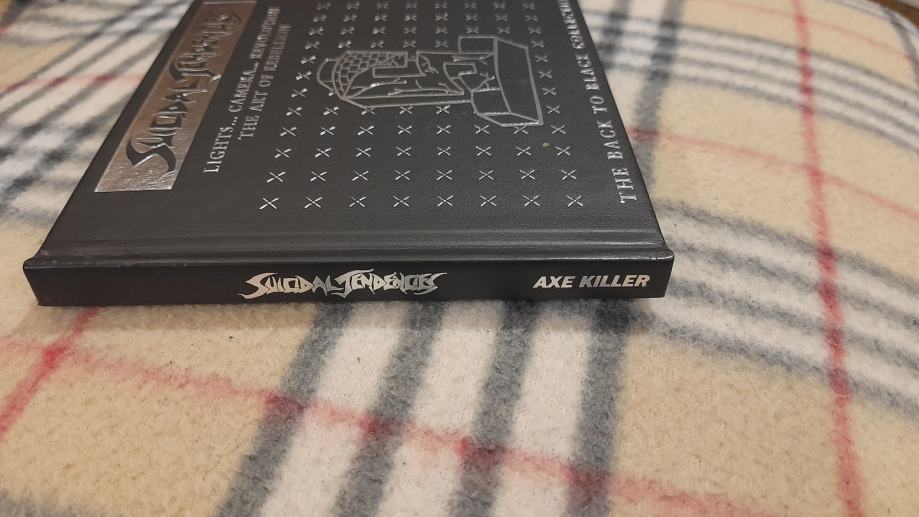 SUICIDAL TENDENCIES
LIGHTS... CAMERA... REVOLUTION!!!
THE ART OF REBELLION
THE BACK TO BLACK COLLECTION
SUICIDAL TENDENCIES
AXE KILLER